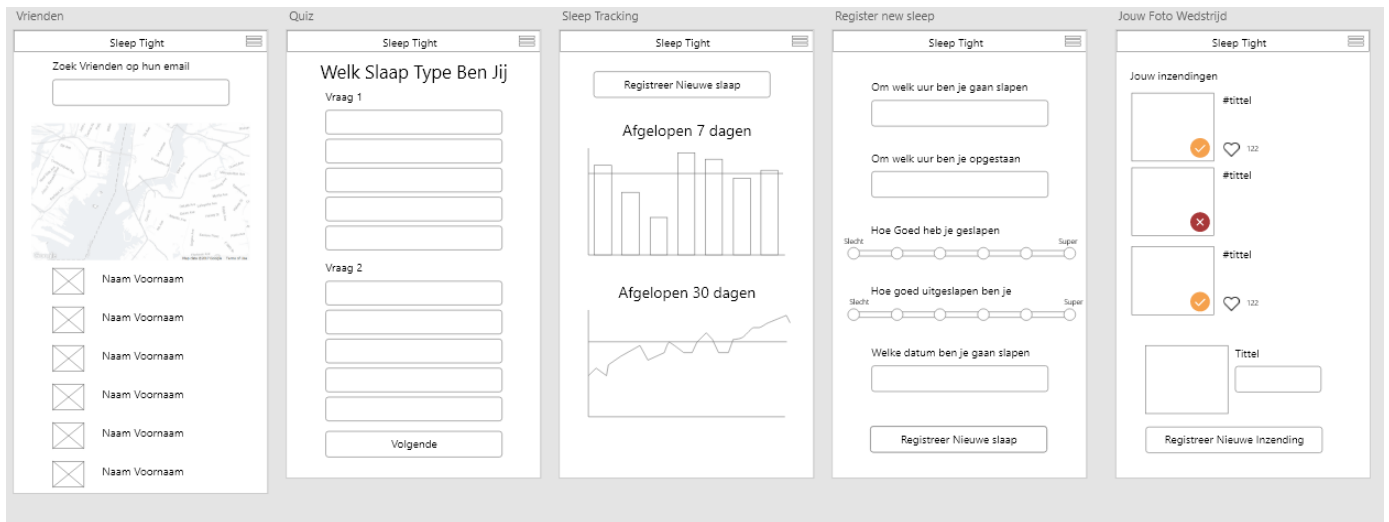 Vrienden
Sleep Tight
Zoek Vrienden op hun email
Naam Voornaam
Naam Voornaam
Naam Voornaam
Naam Voornaam
Naam Voornaam
Naam Voornaam
Quiz
Sleep Tight
Welk Slaap Type Ben Jij
Vraag 1
Vraag 2
Volgende
Sleep Tracking
Sleep Tight
Registreer Nieuwe slaap
Afgelopen 7 dagen
Afgelopen 30 dagen
Register new sleep
Sleep Tight
Om welk uur ben je gaan slapen
Om welk uur ben je opgestaan
Hoe Goed heb je geslapen
Slecht
Super
Hoe goed uitgeslapen ben je
Slecht
Super
Welke datum ben je gaan slapen
Registreer Nieuwe slaap
Jouw Foto Wedstrijd
Sleep Tight
Jouw inzendingen
#tittel
122
#tittel
#tittel
122
Tittel
Registreer Nieuwe Inzending